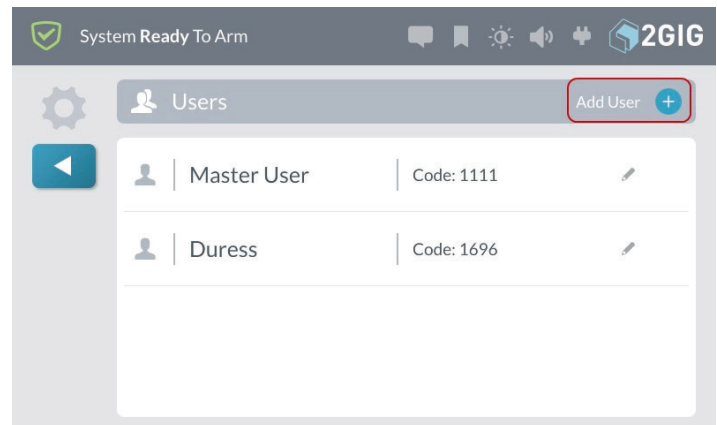 System Ready To Arm
2GIG
Users
Add User
Master User
Code: 1111
Duress
Code: 1696